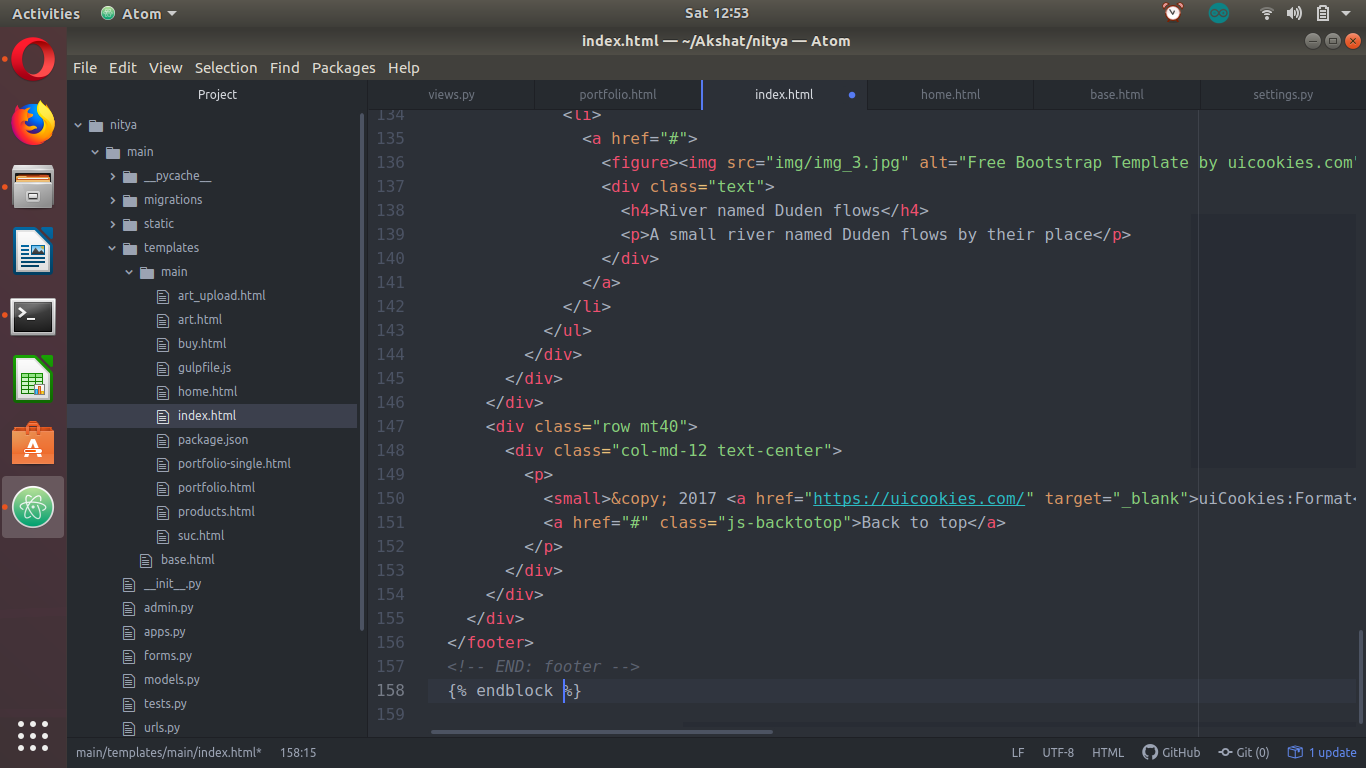 Activities Atom Sat 12:53
index.html — ~/Akshat/nitya — Atom
File Edit View Selection Find Packages Help
Project
nitya
main
__pycache__
migrations
static
templates
main
art_upload.html
art.html
buy.html
gulpfile.js
home.html
index.html
package.json
portfolio-single.html
portfolio.html
products.html
suc.html
base.html
__init__.py
admin.py
apps.py
forms.py
models.py
tests.py
urls.py
views.py portfolio.html index.html home.html base.html settings.py
134 <li>
135 <a href="#">
136 <figure><img src="img/img_3.jpg" alt="Free Bootstrap Template by uicookies.com"
137 <div class="text">
138 <h4>River named Duden flows</h4>
139 <p>A small river named Duden flows by their place</p>
140 </div>
141 </a>
142 </li>
143 </ul>
144 </div>
145 </div>
146 </div>
147 <div class="row mt40">
148 <div class="col-md-12 text-center">
149 <p>
150 <small>&copy; 2017 <a href="https://uicookies.com/" target="_blank">uiCookies:Format<
151 <a href="#" class="js-backtotop">Back to top</a>
152 </p>
153 </div>
154 </div>
155 </div>
156 </footer>
157 <!-- END: footer -->
158 {% endblock %}
159
main/templates/main/index.html* 158:15 LF UTF-8 HTML GitHub Git (0) 1 update